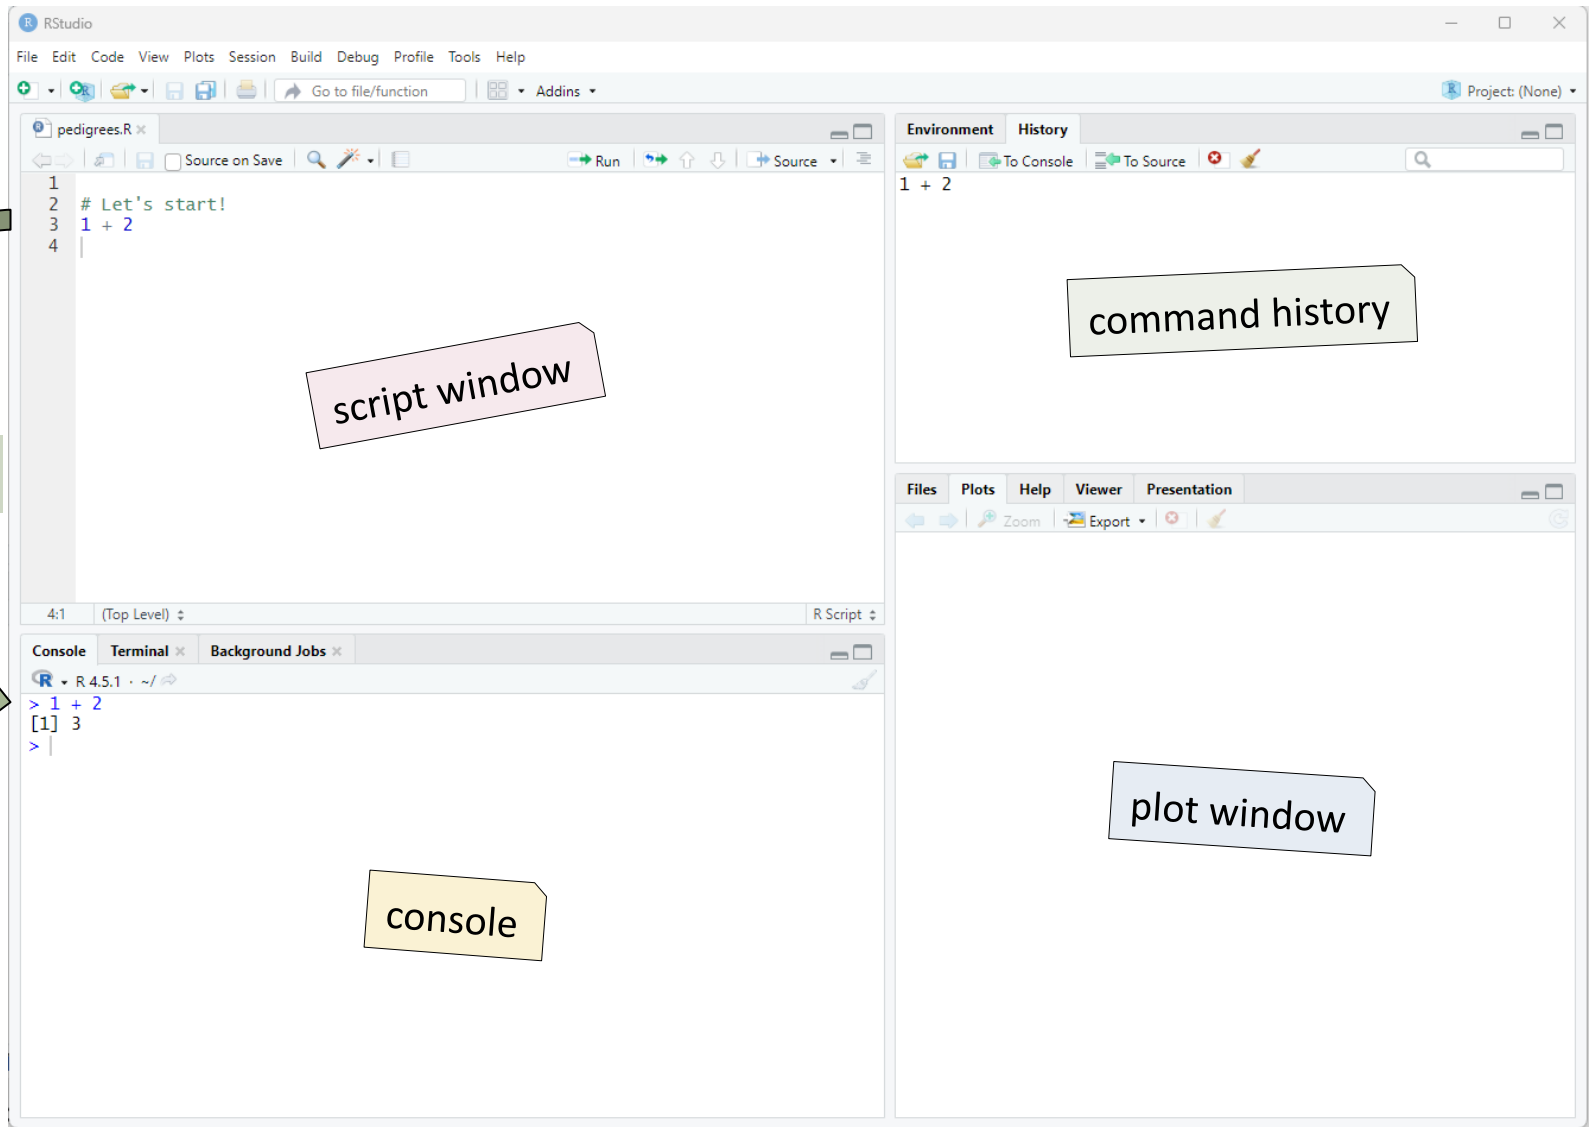 RStudio
File Edit Code View Plots Session Build Debug Profile Tools Help
Go to file/function Addins Project: (None)
pedigrees.R
Source on Save Run Source
1
2 # Let's start!
3 1 + 2
4
script window
4:1 (Top Level) R Script
Console Terminal Background Jobs
R 4.5.1 · ~/
> 1 + 2
[1] 3
>
console
Environment History
To Console To Source
1 + 2
command history
Files Plots Help Viewer Presentation
Zoom Export
plot window